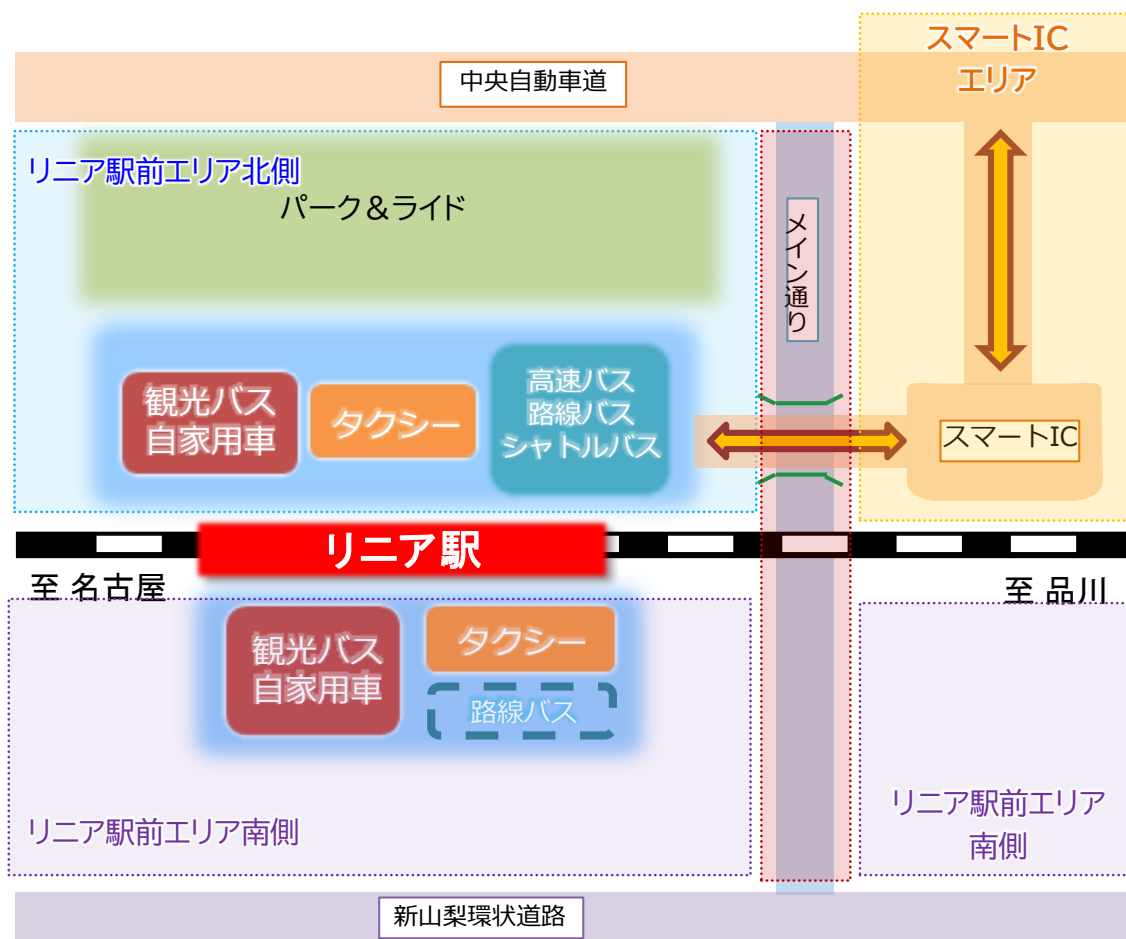 スマートIC
エリア
中央自動車道
リニア駅前エリア北側
パーク＆ライド
メイン通り
観光バス
自家用車
タクシー
高速バス
路線バス
シャトルバス
スマートIC
リニア駅
至 名古屋
至 品川
観光バス
自家用車
タクシー
路線バス
リニア駅前エリア南側
リニア駅前エリア
南側
新山梨環状道路